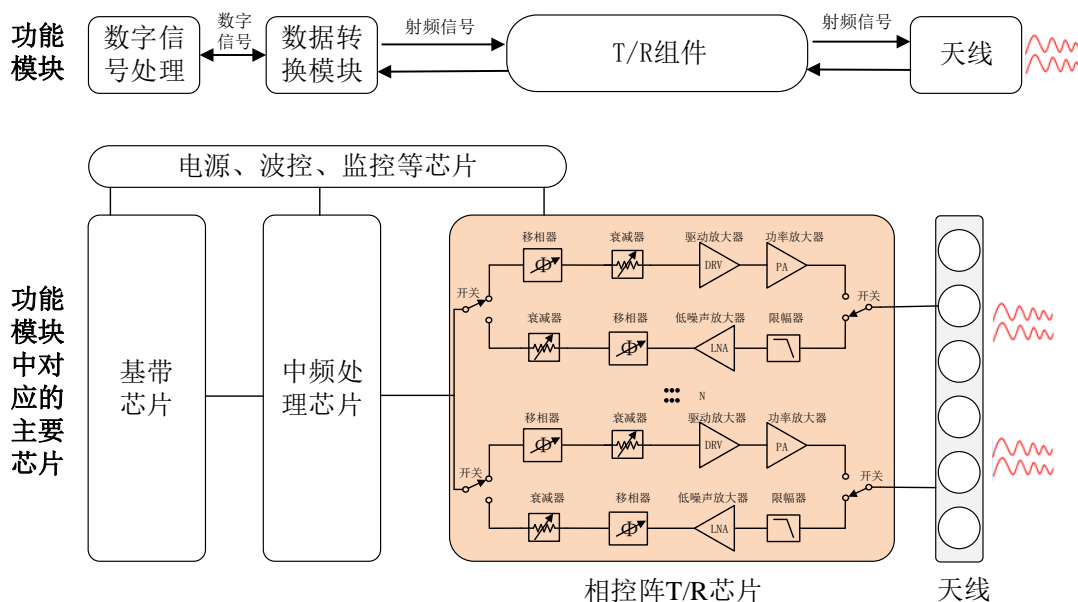 功能
模块
数字信
号处理
数字
信号
数据转
换模块
射频信号
T/R组件
射频信号
天线
电源、波控、监控等芯片
功能
模块
中对
应的
主要
芯片
基带
芯片
中频处
理芯片
移相器
衰减器
驱动放大器
功率放大器
Φ
DRV
PA
开关
开关
衰减器
移相器
低噪声放大器
限幅器
Φ
LNA
N
移相器
衰减器
驱动放大器
功率放大器
Φ
DRV
PA
开关
开关
衰减器
移相器
低噪声放大器
限幅器
Φ
LNA
相控阵T/R芯片
天线